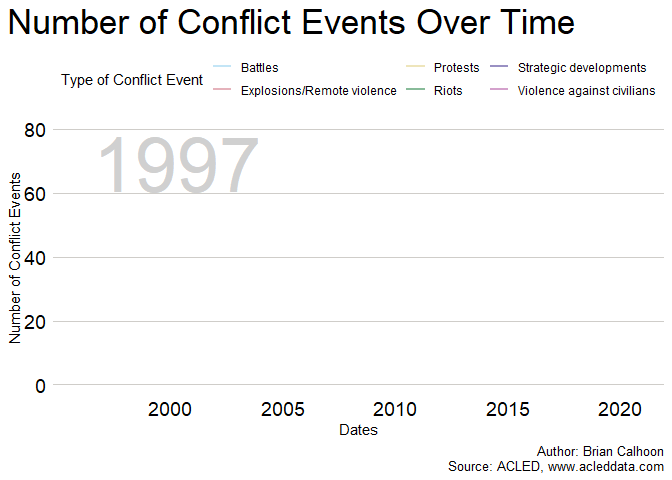 Number of Conflict Events Over Time
Type of Conflict Event
Battles
Explosions/Remote violence
Protests
Riots
Strategic developments
Violence against civilians
1997
Number of Conflict Events
80
60
40
20
0
2000 2005 2010 2015 2020
Dates
Author: Brian Calhoon
Source: ACLED, www.acleddata.com